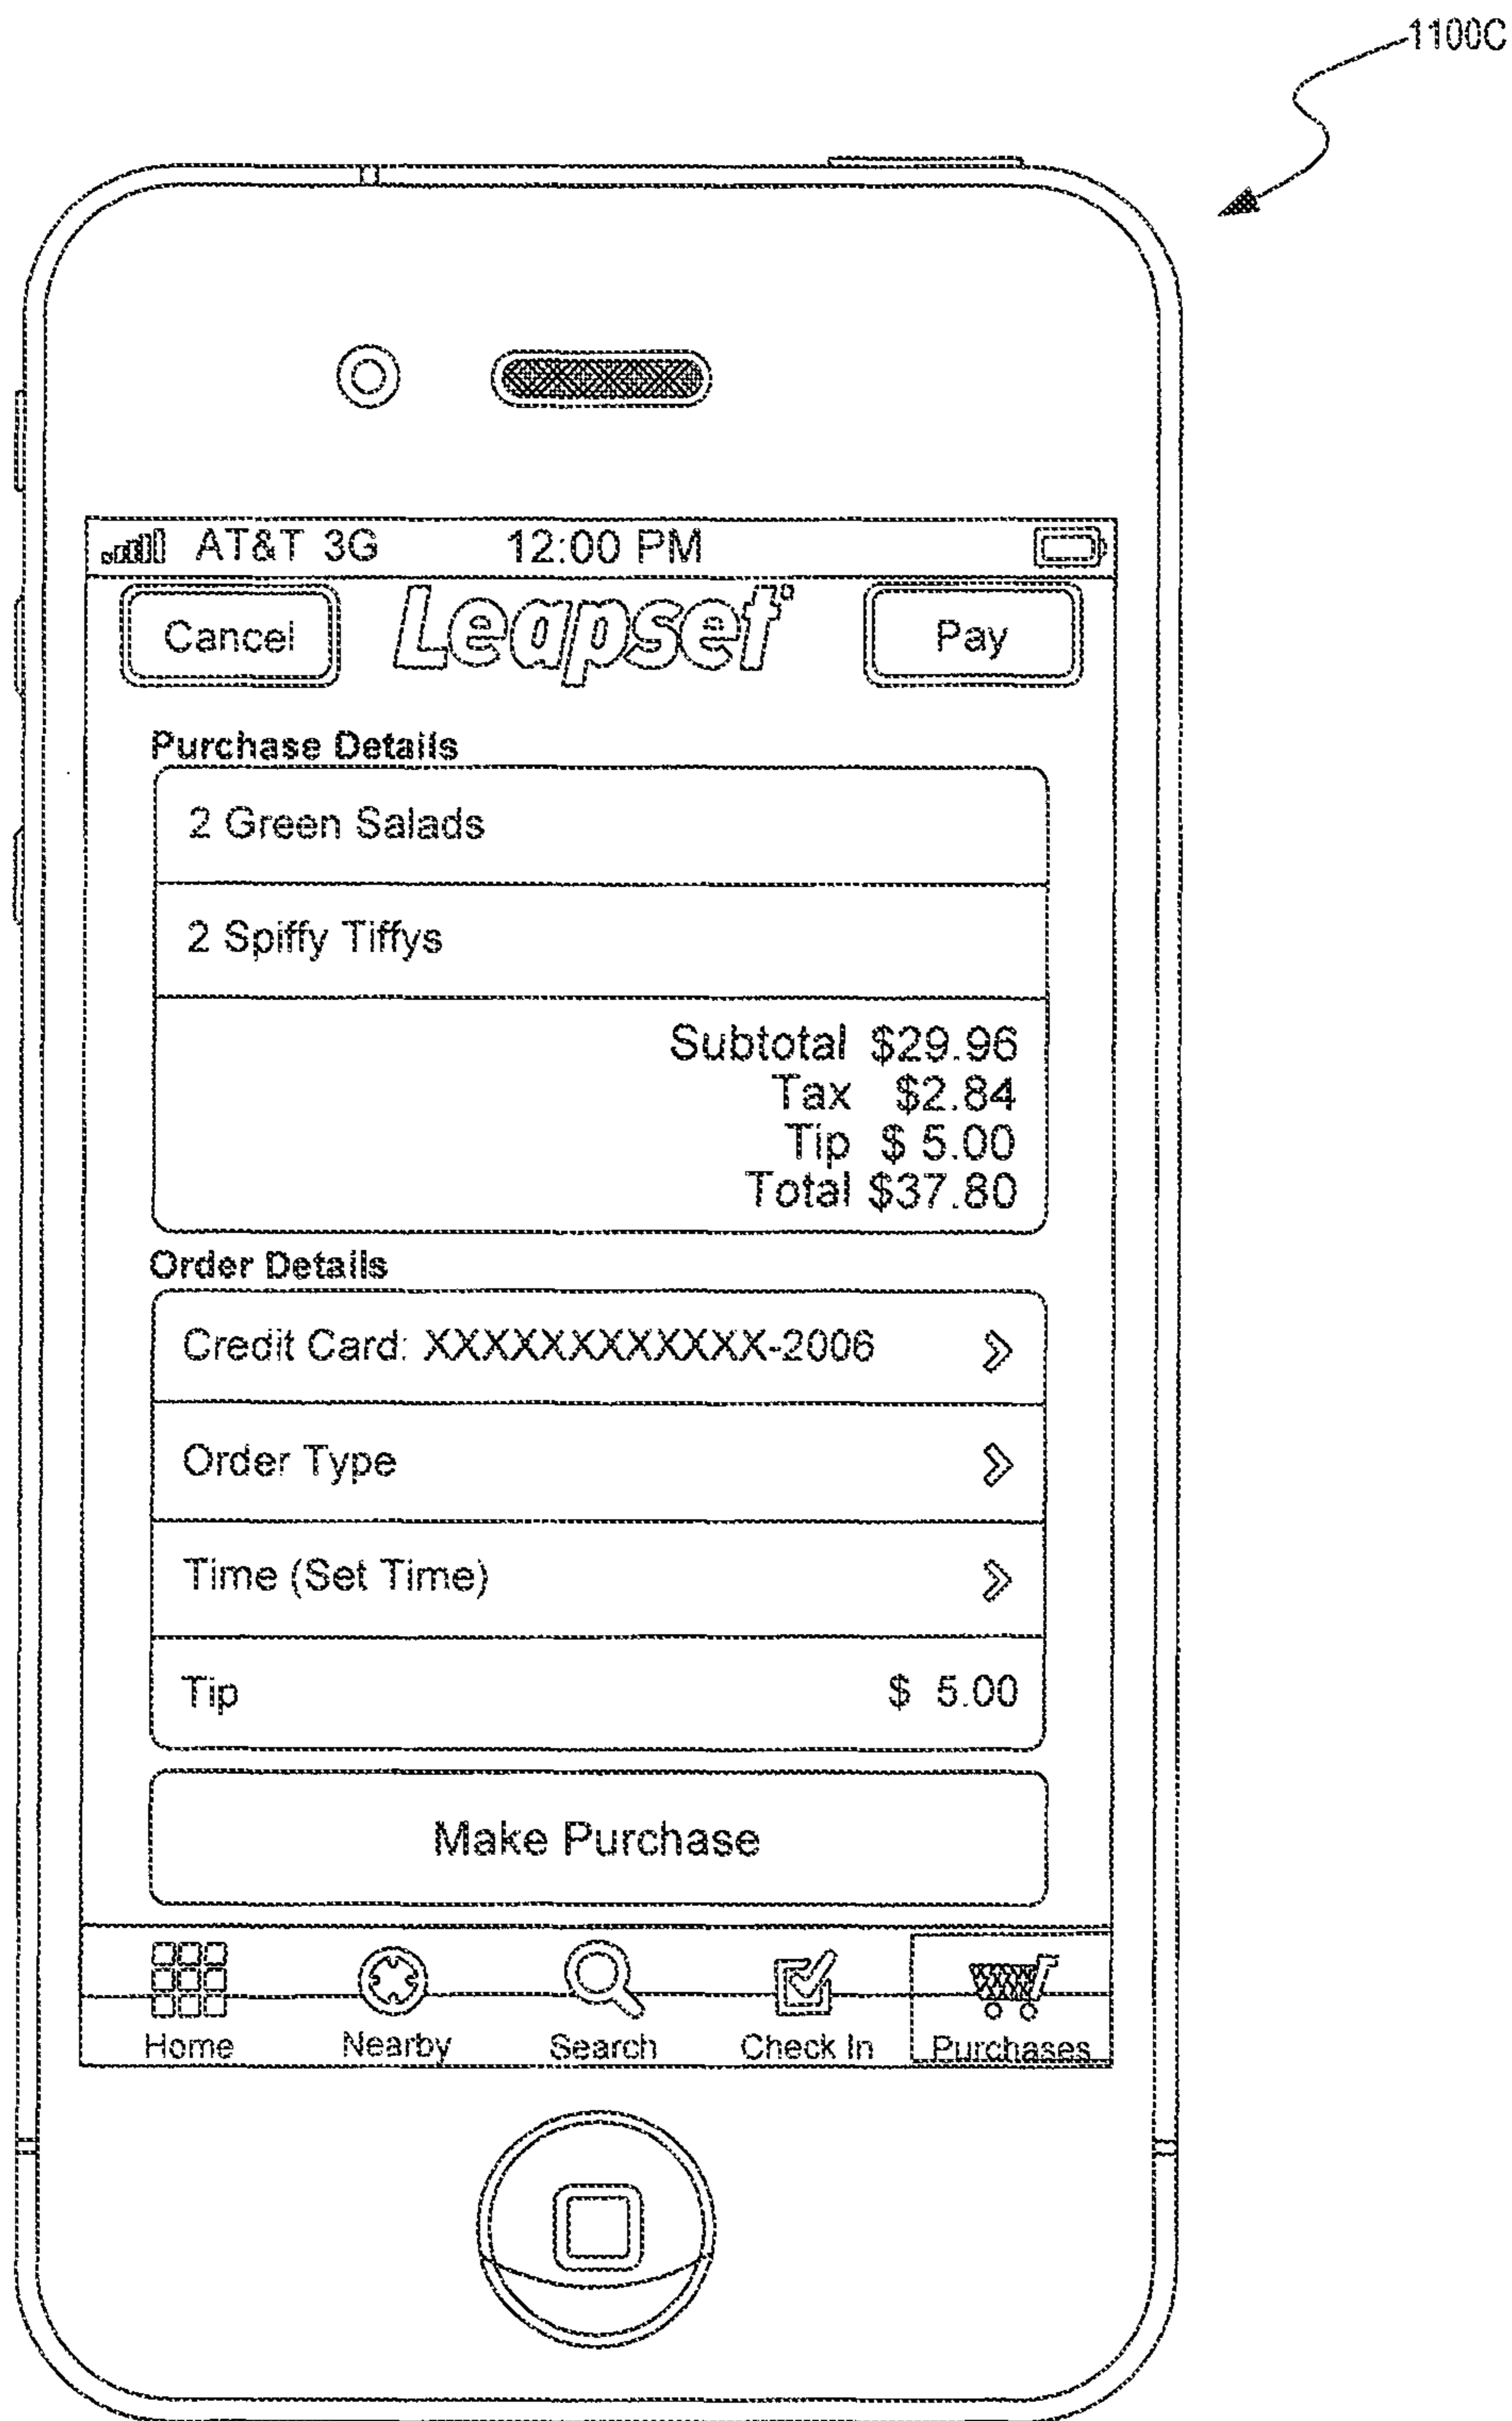 1100C
AT&T 3G 12:00 PM
Cancel Leapset Pay
Purchase Details
2 Green Salads
2 Spiffy Tiffys
Subtotal $29.96
Tax $2.84
Tip $ 5.00
Total $37.80
Order Details
Credit Card: XXXXXXXXXXXX-2006
Order Type
Time (Set Time)
Tip $ 5.00
Make Purchase
Home Nearby Search Check In Purchases